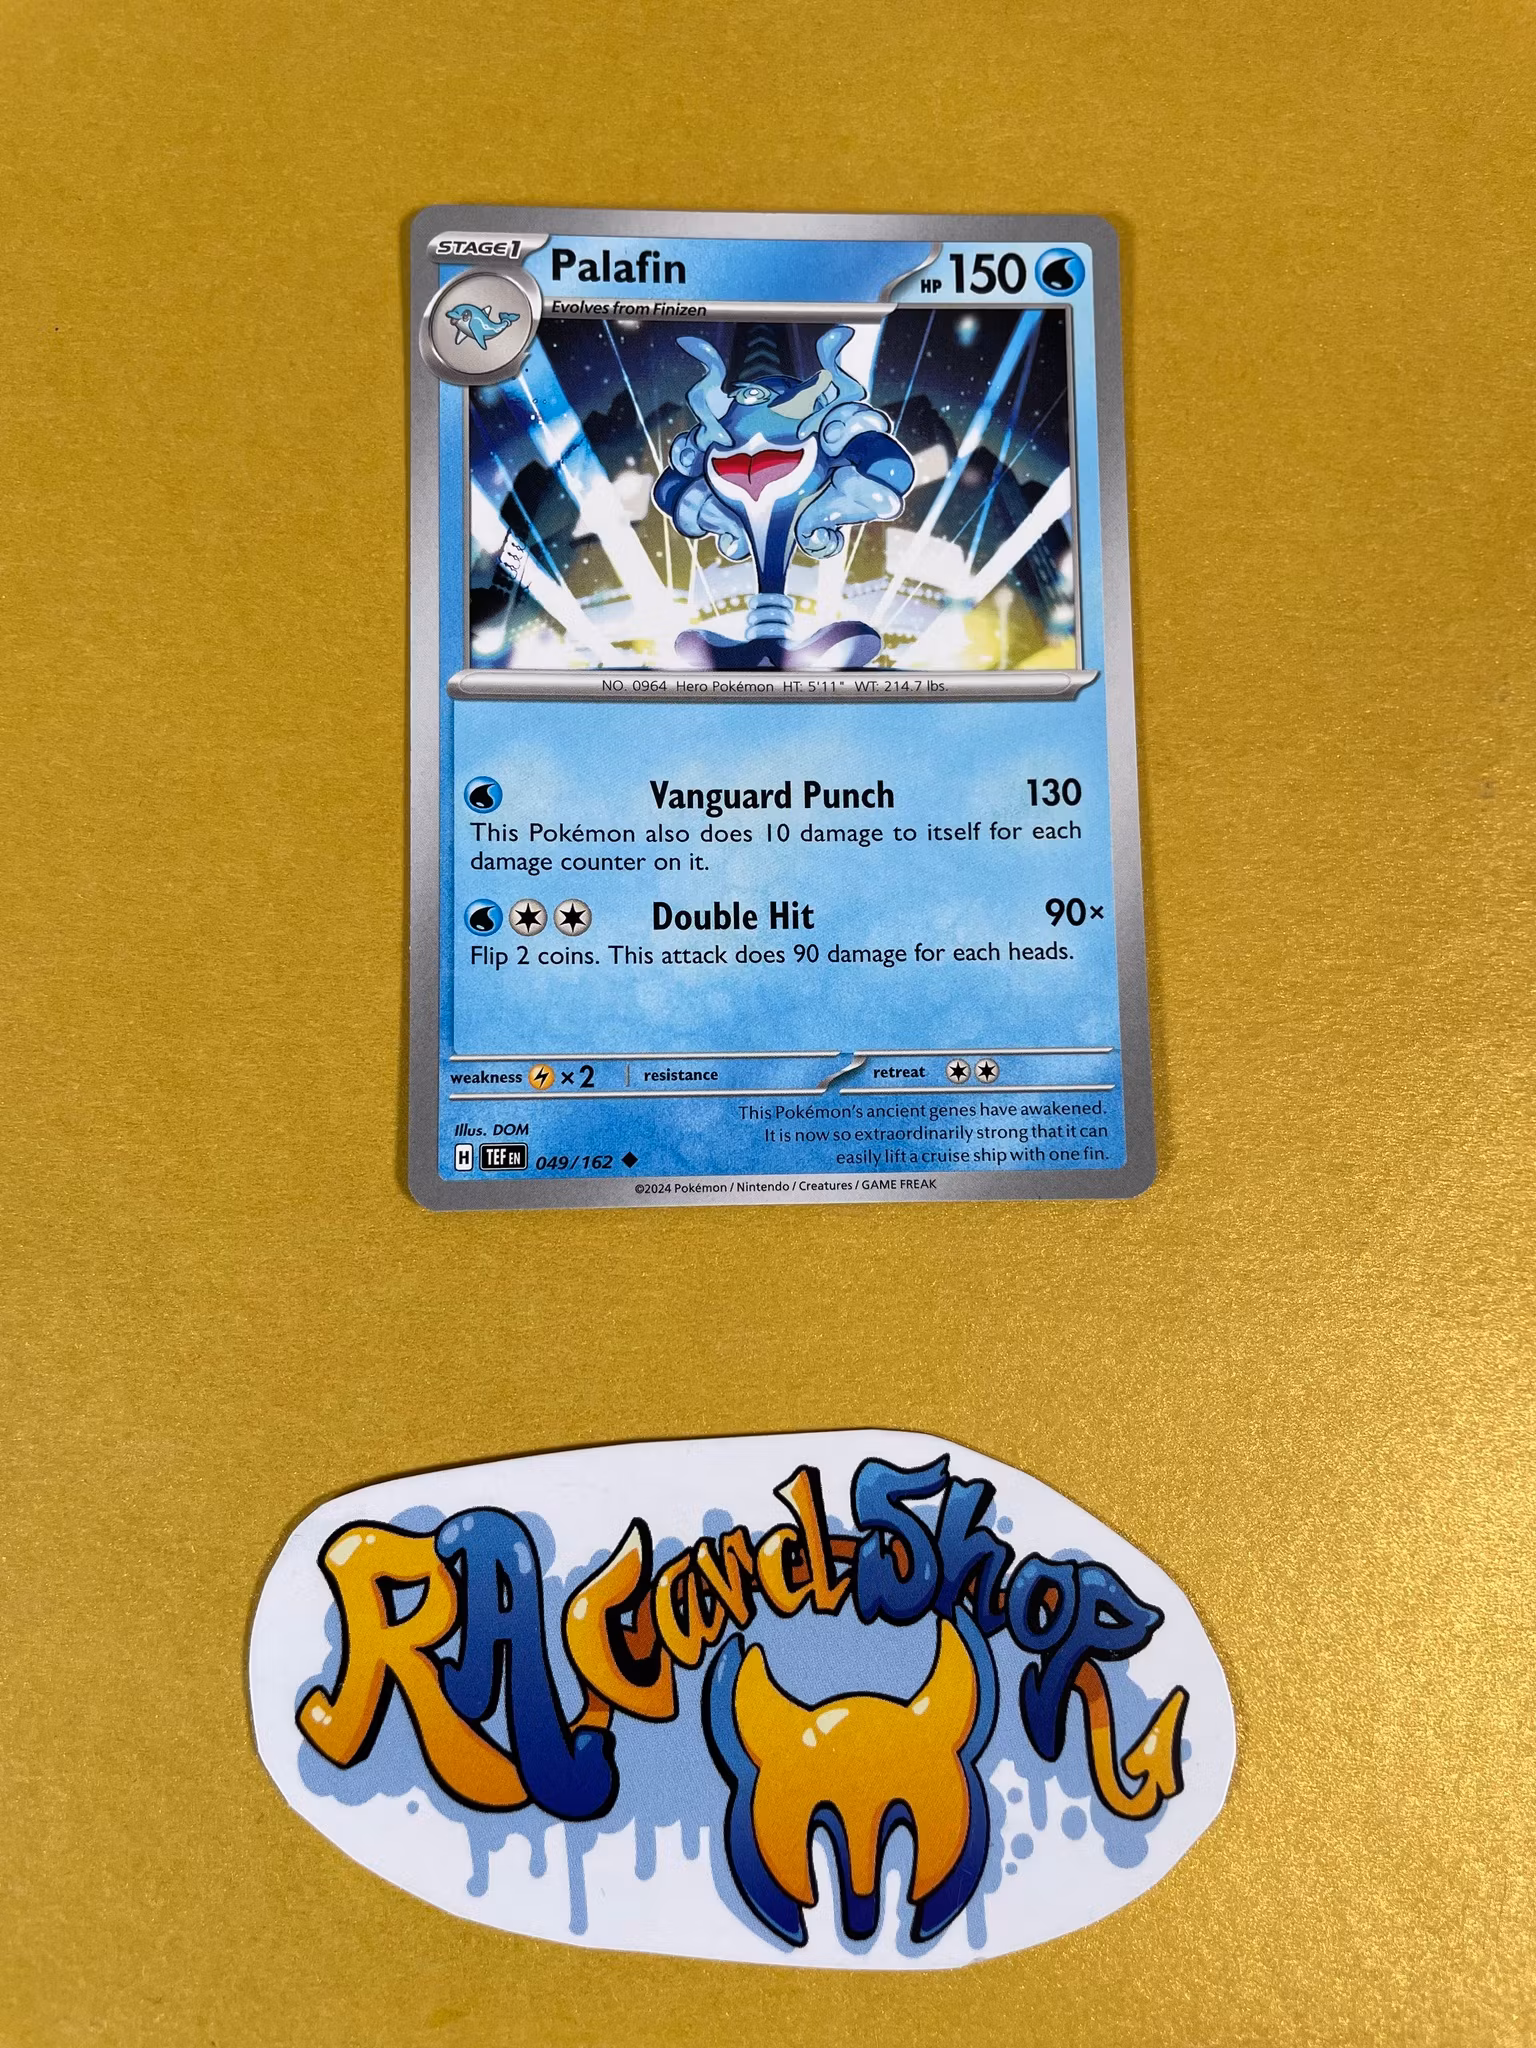 STAGE 1
Palafin
HP 150
Evolves from Finizen
NO. 0964 Hero Pokémon HT: 5'11" WT: 214.7 lbs.
Vanguard Punch 130
This Pokémon also does 10 damage to itself for each
damage counter on it.
Double Hit 90×
Flip 2 coins. This attack does 90 damage for each heads.
weakness ×2 resistance retreat
This Pokémon's ancient genes have awakened.
It is now so extraordinarily strong that it can
easily lift a cruise ship with one fin.
Illus. DOM
H TEF EN 049/162
©2024 Pokémon / Nintendo / Creatures / GAME FREAK
RA Card Shop